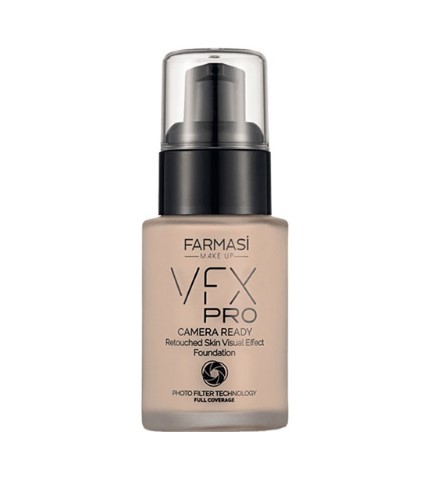 FARMASİ
MAKE UP
VFX
PRO
CAMERA READY
Retouched Skin Visual Effect
Foundation
PHOTO FILTER TECHNOLOGY
FULL COVERAGE